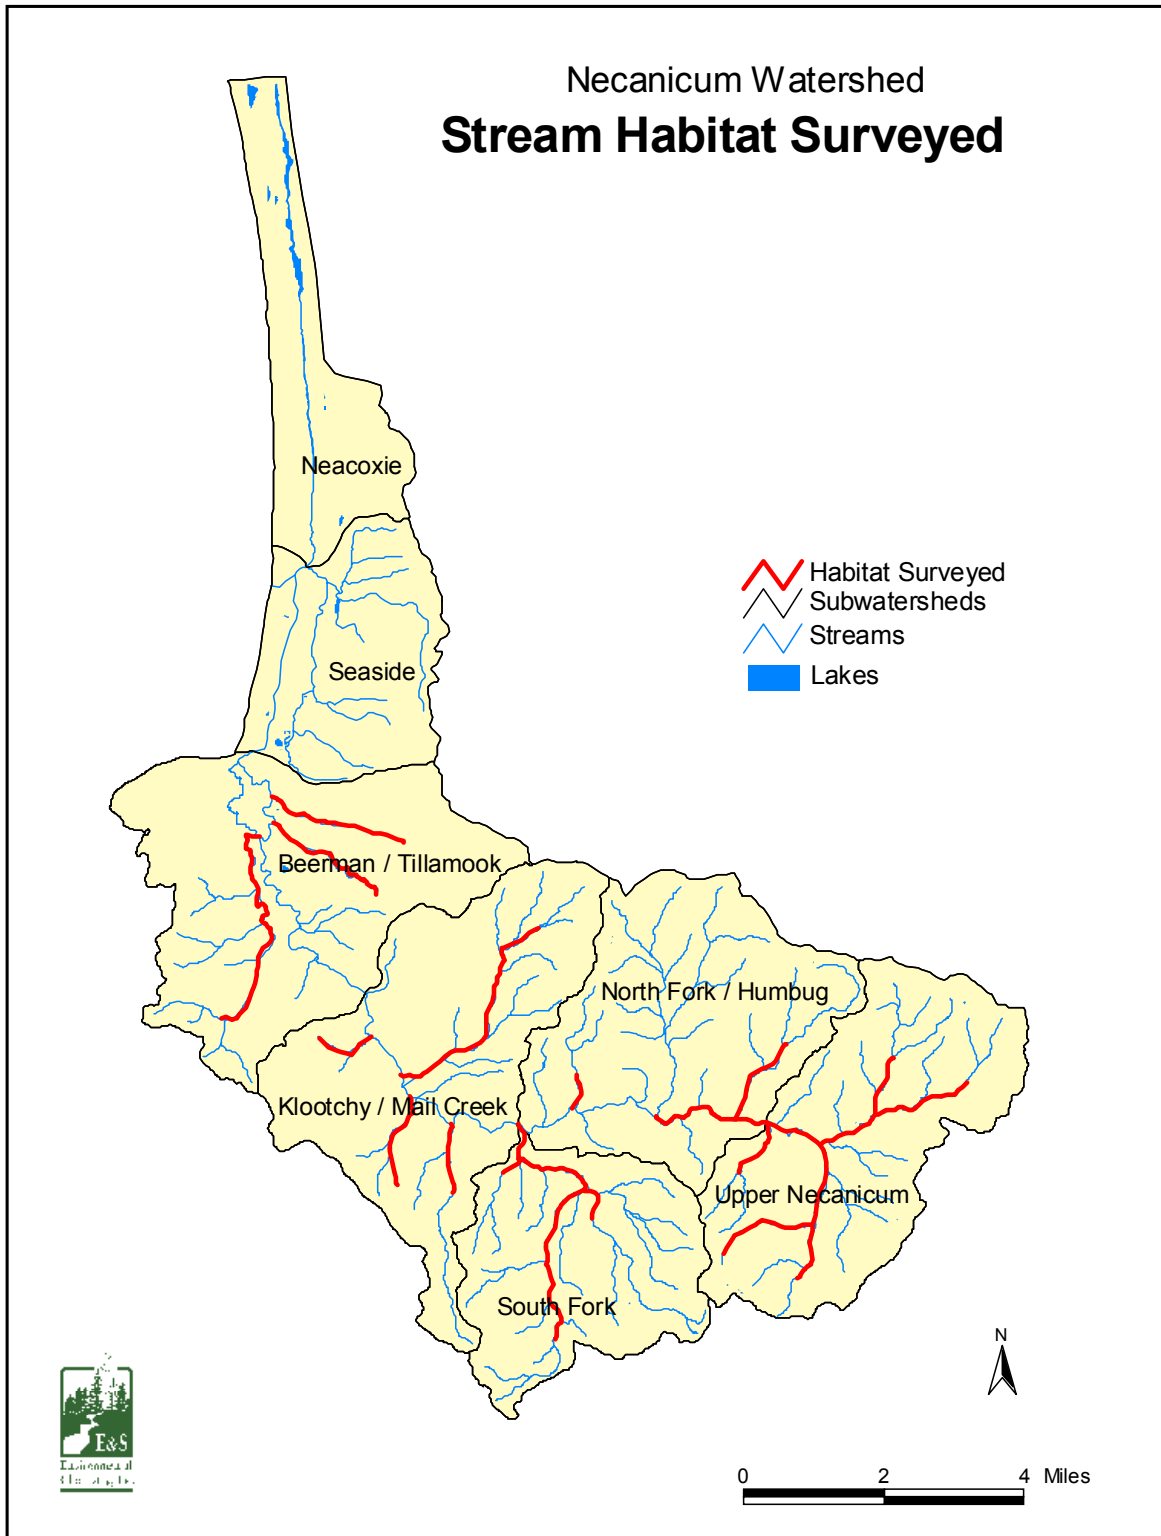 Necanicum Watershed
Stream Habitat Surveyed
Neacoxie
Habitat Surveyed
Subwatersheds
Streams
Lakes
Seaside
Beerman / Tillamook
North Fork / Humbug
Klootchy / Mail Creek
Upper Necanicum
South Fork
N
E&S
0 2 4 Miles